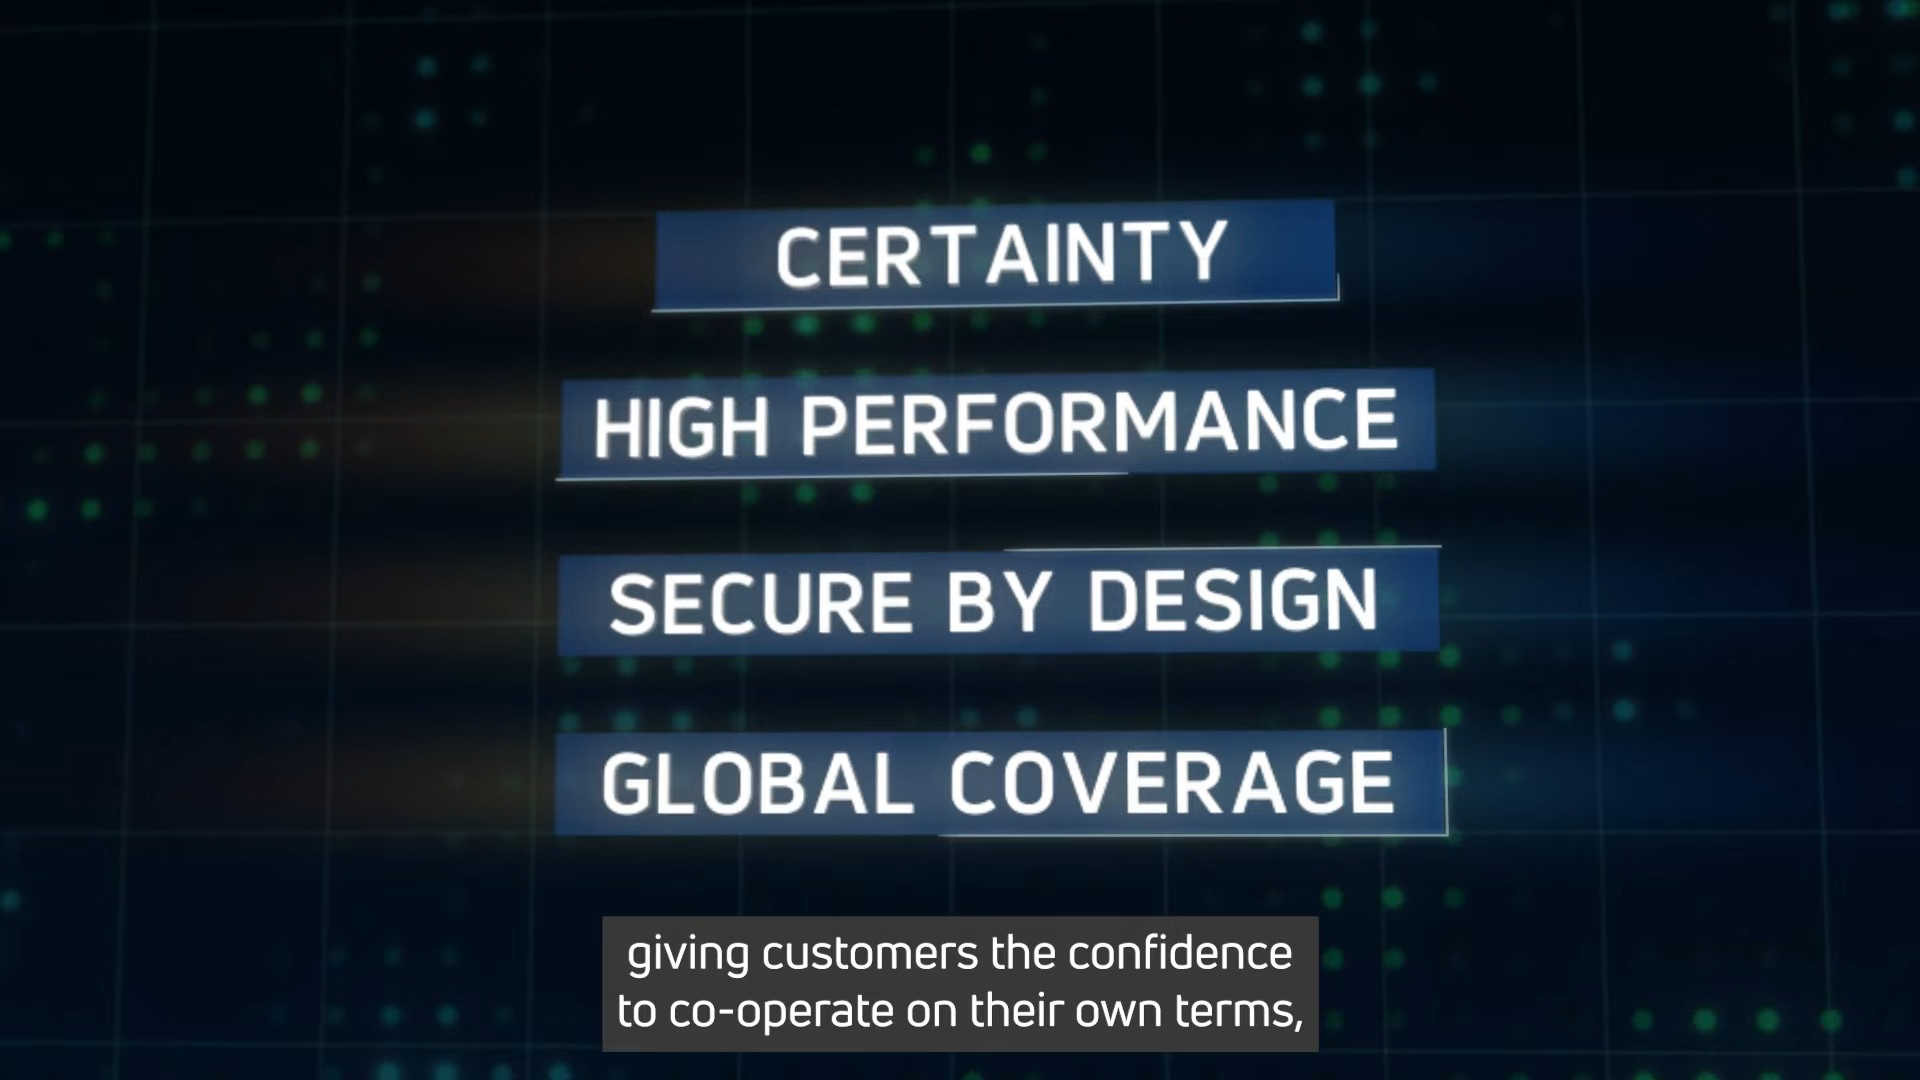 CERTAINTY
HIGH PERFORMANCE
SECURE BY DESIGN
GLOBAL COVERAGE
giving customers the confidence
to co-operate on their own terms,